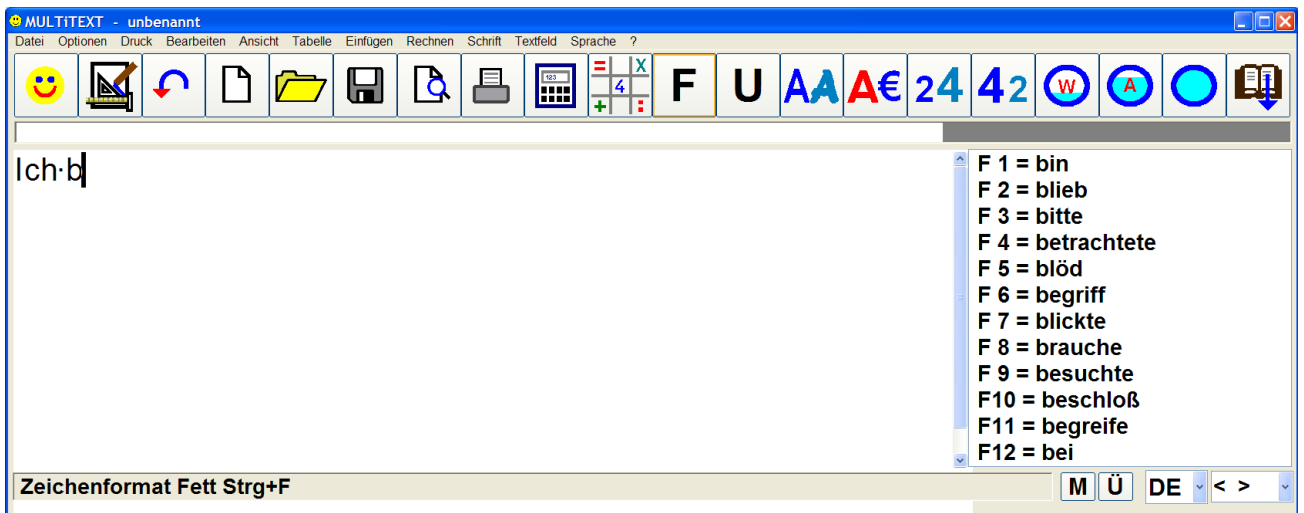 MULTiTEXT - unbenannt
Datei Optionen Druck Bearbeiten Ansicht Tabelle Einfügen Rechnen Schrift Textfeld Sprache ?
123 = X 4 + : F U AA A€ 24 42 W A
Ich·b
F 1 = bin
F 2 = blieb
F 3 = bitte
F 4 = betrachtete
F 5 = blöd
F 6 = begriff
F 7 = blickte
F 8 = brauche
F 9 = besuchte
F10 = beschloß
F11 = begreife
F12 = bei
Zeichenformat Fett Strg+F
M Ü DE < >